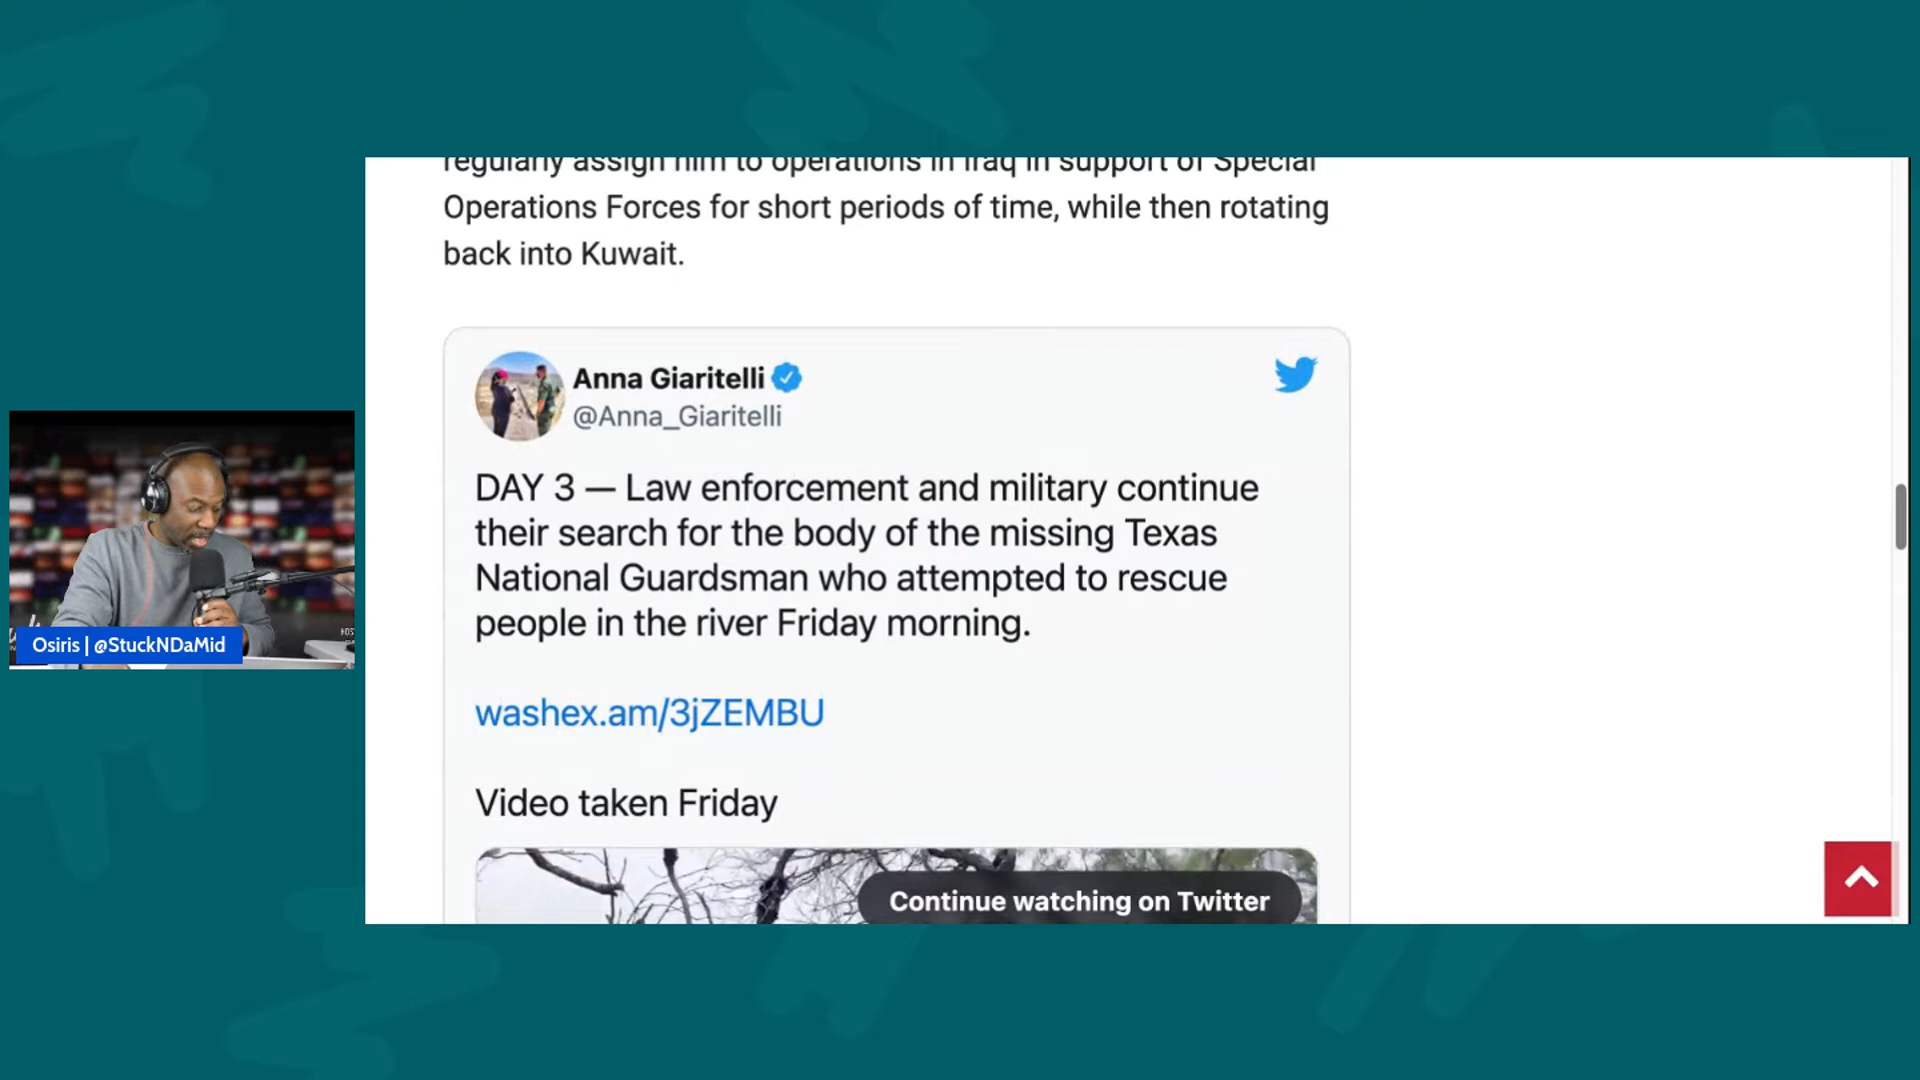 regularly assign him to operations in Iraq in support of Special
Operations Forces for short periods of time, while then rotating
back into Kuwait.
Anna Giaritelli
@Anna_Giaritelli
DAY 3 — Law enforcement and military continue
their search for the body of the missing Texas
National Guardsman who attempted to rescue
people in the river Friday morning.
washex.am/3jZEMBU
Video taken Friday
Continue watching on Twitter
Osiris | @StuckNDaMid